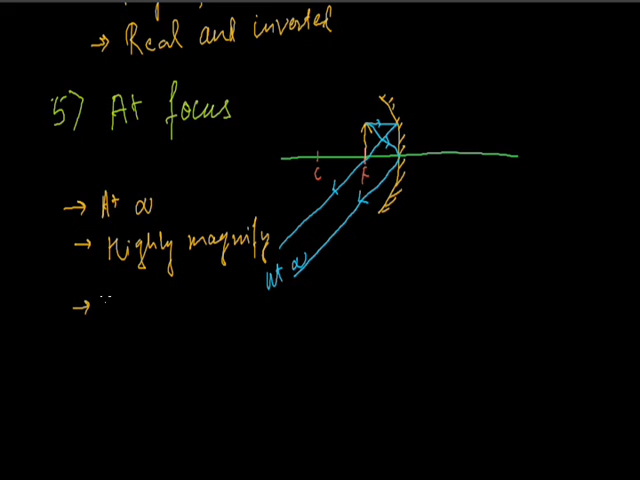 → Real and inverted
5) At focus
C
F
→ At ∞
→ Highly magnify
At ∞
→